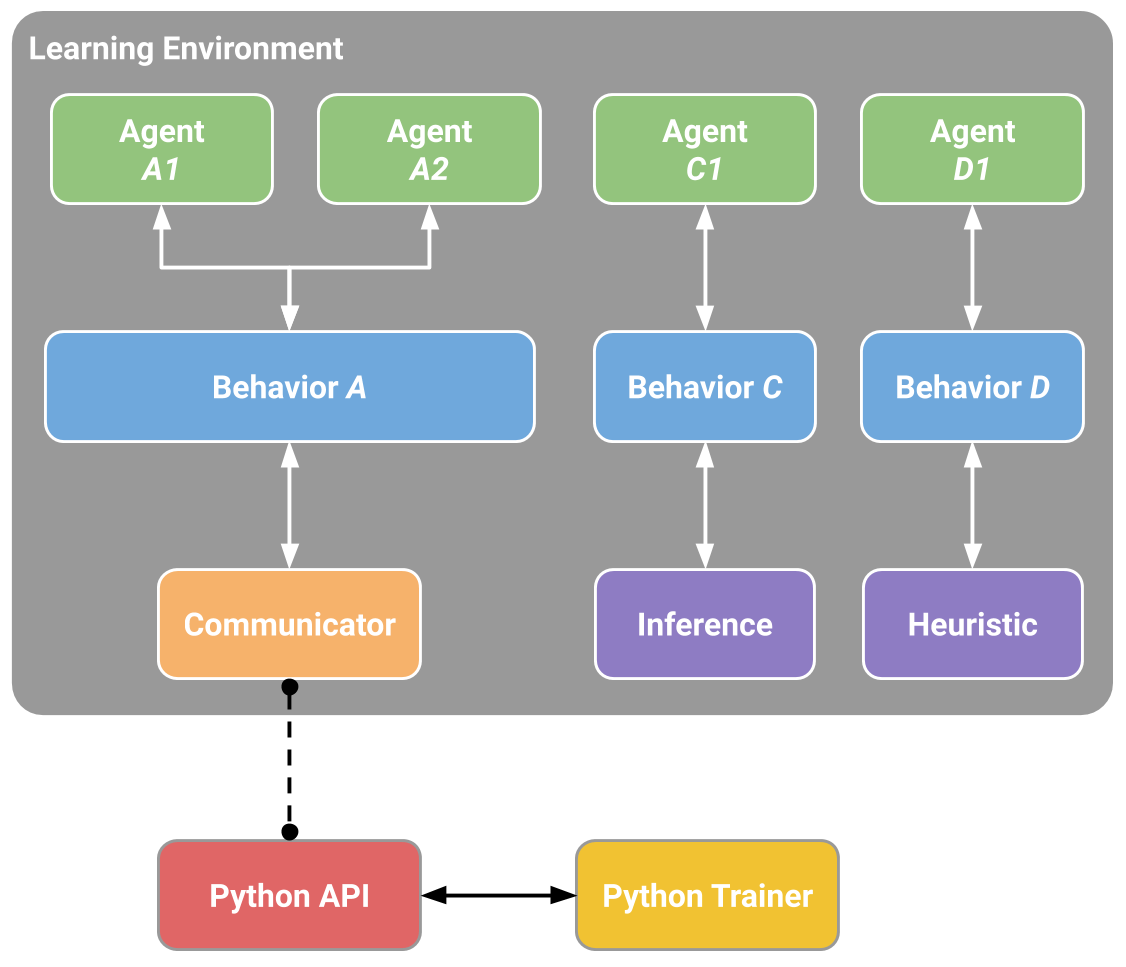 Learning Environment
Agent
A1
Agent
A2
Agent
C1
Agent
D1
Behavior A
Behavior C
Behavior D
Communicator
Inference
Heuristic
Python API
Python Trainer